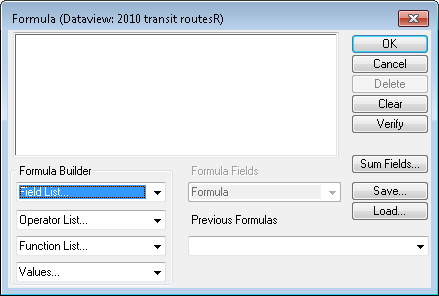 Formula (Dataview: 2010 transit routesR)
OK
Cancel
Delete
Clear
Verify
Sum Fields...
Formula Builder
Formula Fields
Field List...
Formula
Save...
Operator List...
Previous Formulas
Load...
Function List...
Values...